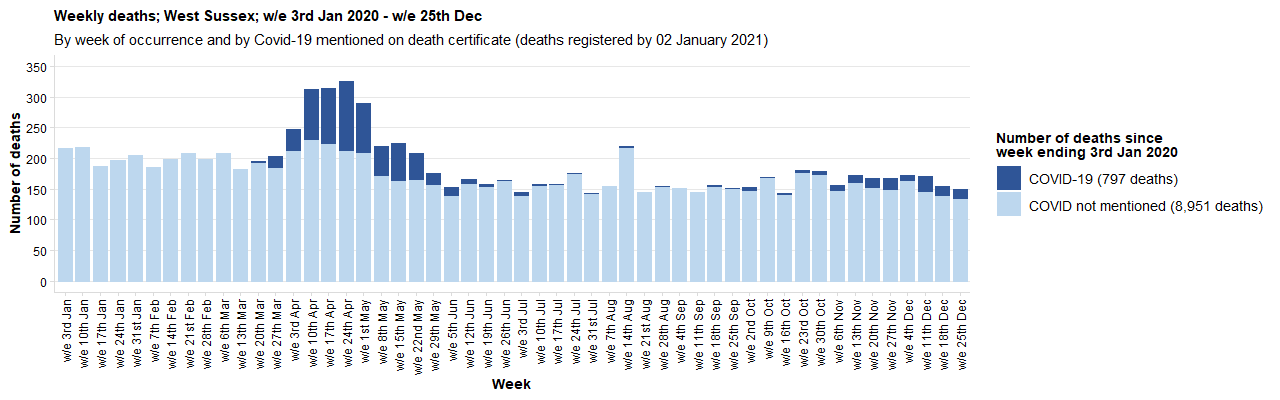 Weekly deaths; West Sussex; w/e 3rd Jan 2020 - w/e 25th Dec
By week of occurrence and by Covid-19 mentioned on death certificate (deaths registered by 02 January 2021)
Number of deaths
350
300
250
200
150
100
50
0
w/e 3rd Jan
w/e 10th Jan
w/e 17th Jan
w/e 24th Jan
w/e 31st Jan
w/e 7th Feb
w/e 14th Feb
w/e 21st Feb
w/e 28th Feb
w/e 6th Mar
w/e 13th Mar
w/e 20th Mar
w/e 27th Mar
w/e 3rd Apr
w/e 10th Apr
w/e 17th Apr
w/e 24th Apr
w/e 1st May
w/e 8th May
w/e 15th May
w/e 22nd May
w/e 29th May
w/e 5th Jun
w/e 12th Jun
w/e 19th Jun
w/e 26th Jun
w/e 3rd Jul
w/e 10th Jul
w/e 17th Jul
w/e 24th Jul
w/e 31st Jul
w/e 7th Aug
w/e 14th Aug
w/e 21st Aug
w/e 28th Aug
w/e 4th Sep
w/e 11th Sep
w/e 18th Sep
w/e 25th Sep
w/e 2nd Oct
w/e 9th Oct
w/e 16th Oct
w/e 23rd Oct
w/e 30th Oct
w/e 6th Nov
w/e 13th Nov
w/e 20th Nov
w/e 27th Nov
w/e 4th Dec
w/e 11th Dec
w/e 18th Dec
w/e 25th Dec
Week
Number of deaths since
week ending 3rd Jan 2020
COVID-19 (797 deaths)
COVID not mentioned (8,951 deaths)